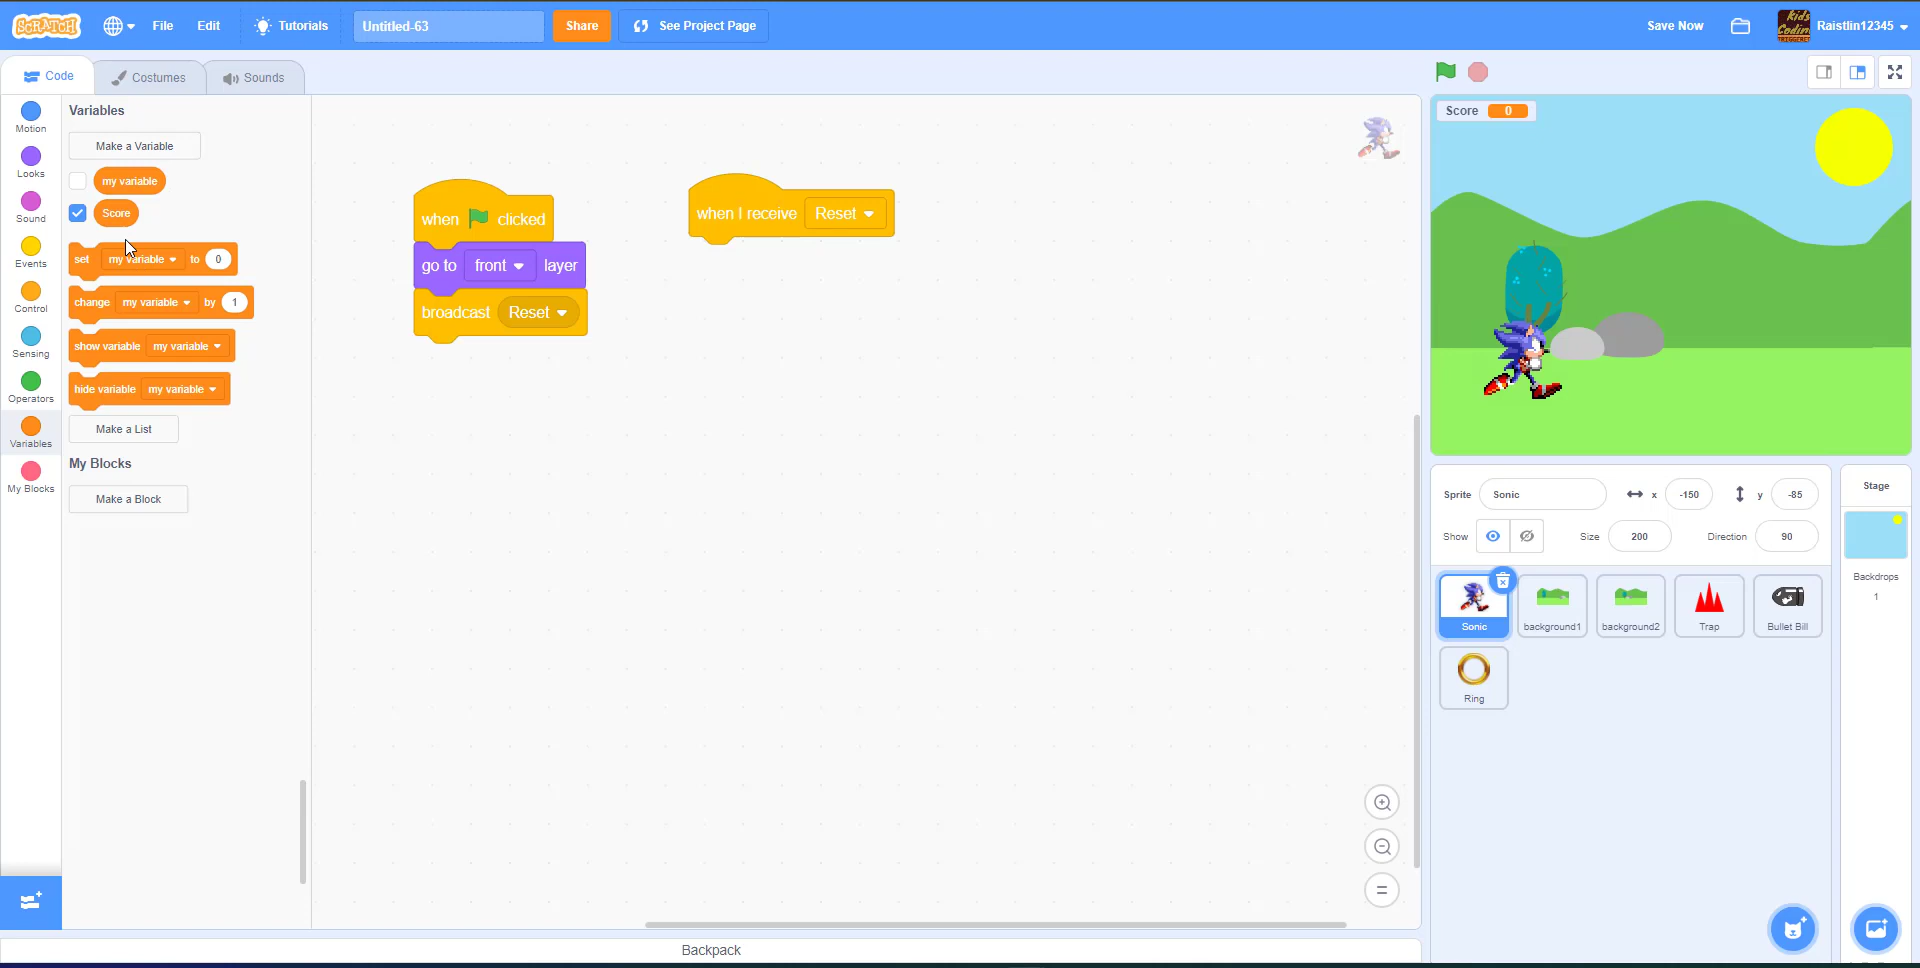 SCRATCH
File
Edit
Tutorials
Untitled-63
Share
See Project Page
Save Now
Raistlin12345
Code
Costumes
Sounds
Motion
Looks
Sound
Events
Control
Sensing
Operators
Variables
My Blocks
Variables
Make a Variable
my variable
Score
set my variable to 0
change my variable by 1
show variable my variable
hide variable my variable
Make a List
My Blocks
Make a Block
when clicked
go to front layer
broadcast Reset
when I receive Reset
Score 0
Sprite Sonic x -150 y -85
Show Size 200 Direction 90
Sonic
background1
background2
Trap
Bullet Bill
Ring
Stage
Backdrops
1
Backpack